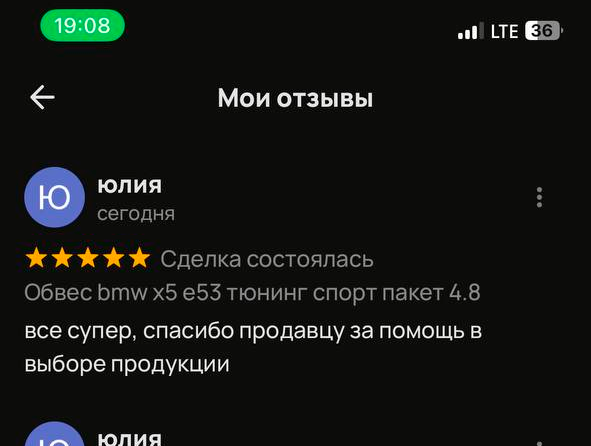 19:08
LTE 36
Мои отзывы
Ю
юлия
сегодня
Сделка состоялась
Обвес bmw x5 e53 тюнинг спорт пакет 4.8
все супер, спасибо продавцу за помощь в
выборе продукции
Ю
юлия